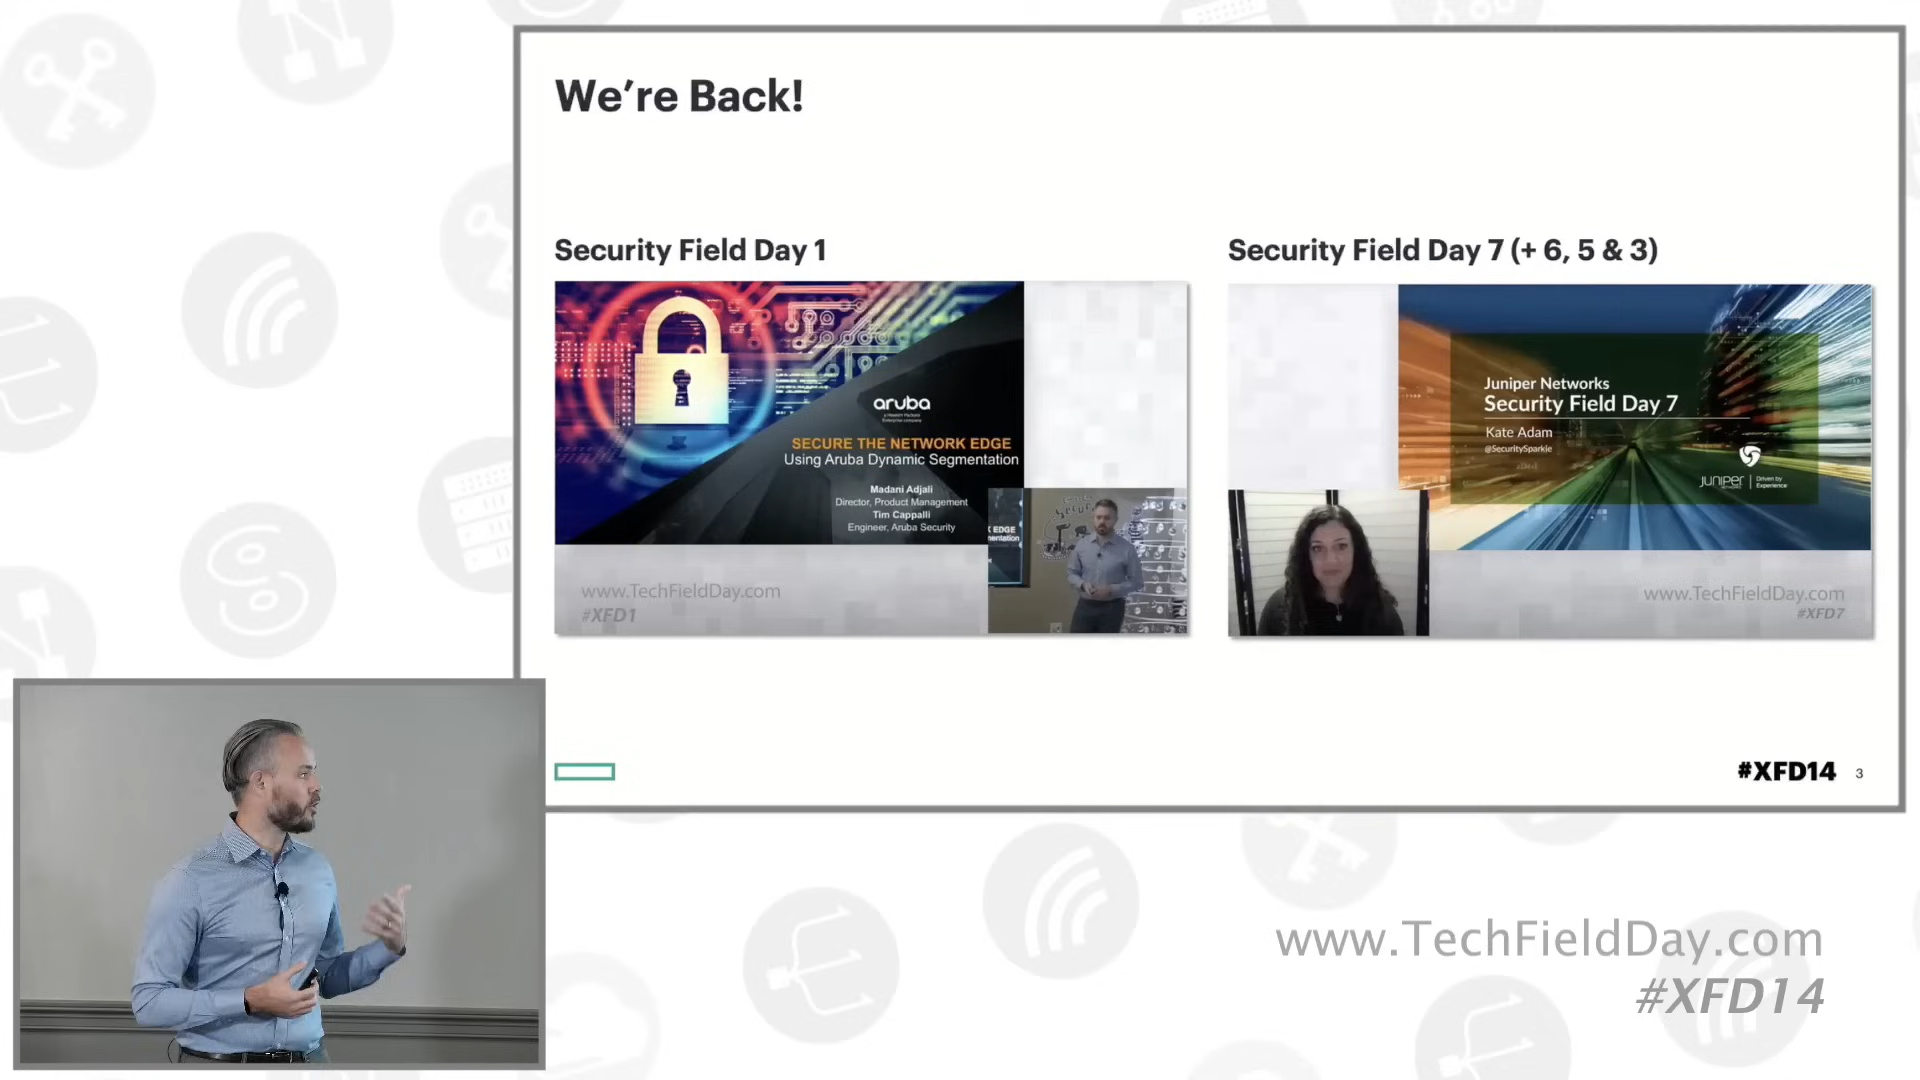 We're Back!
Security Field Day 1
Security Field Day 7 (+ 6, 5 & 3)
aruba
a Hewlett Packard
Enterprise company
SECURE THE NETWORK EDGE
Using Aruba Dynamic Segmentation
Madani Adjali
Director, Product Management
Tim Cappalli
Engineer, Aruba Security
K EDGE
mentation
www.TechFieldDay.com
#XFD1
Juniper Networks
Security Field Day 7
Kate Adam
@SecuritySparkle
JUNIPER
NETWORKS
Driven by
Experience
www.TechFieldDay.com
#XFD7
#XFD14 3
www.TechFieldDay.com
#XFD14